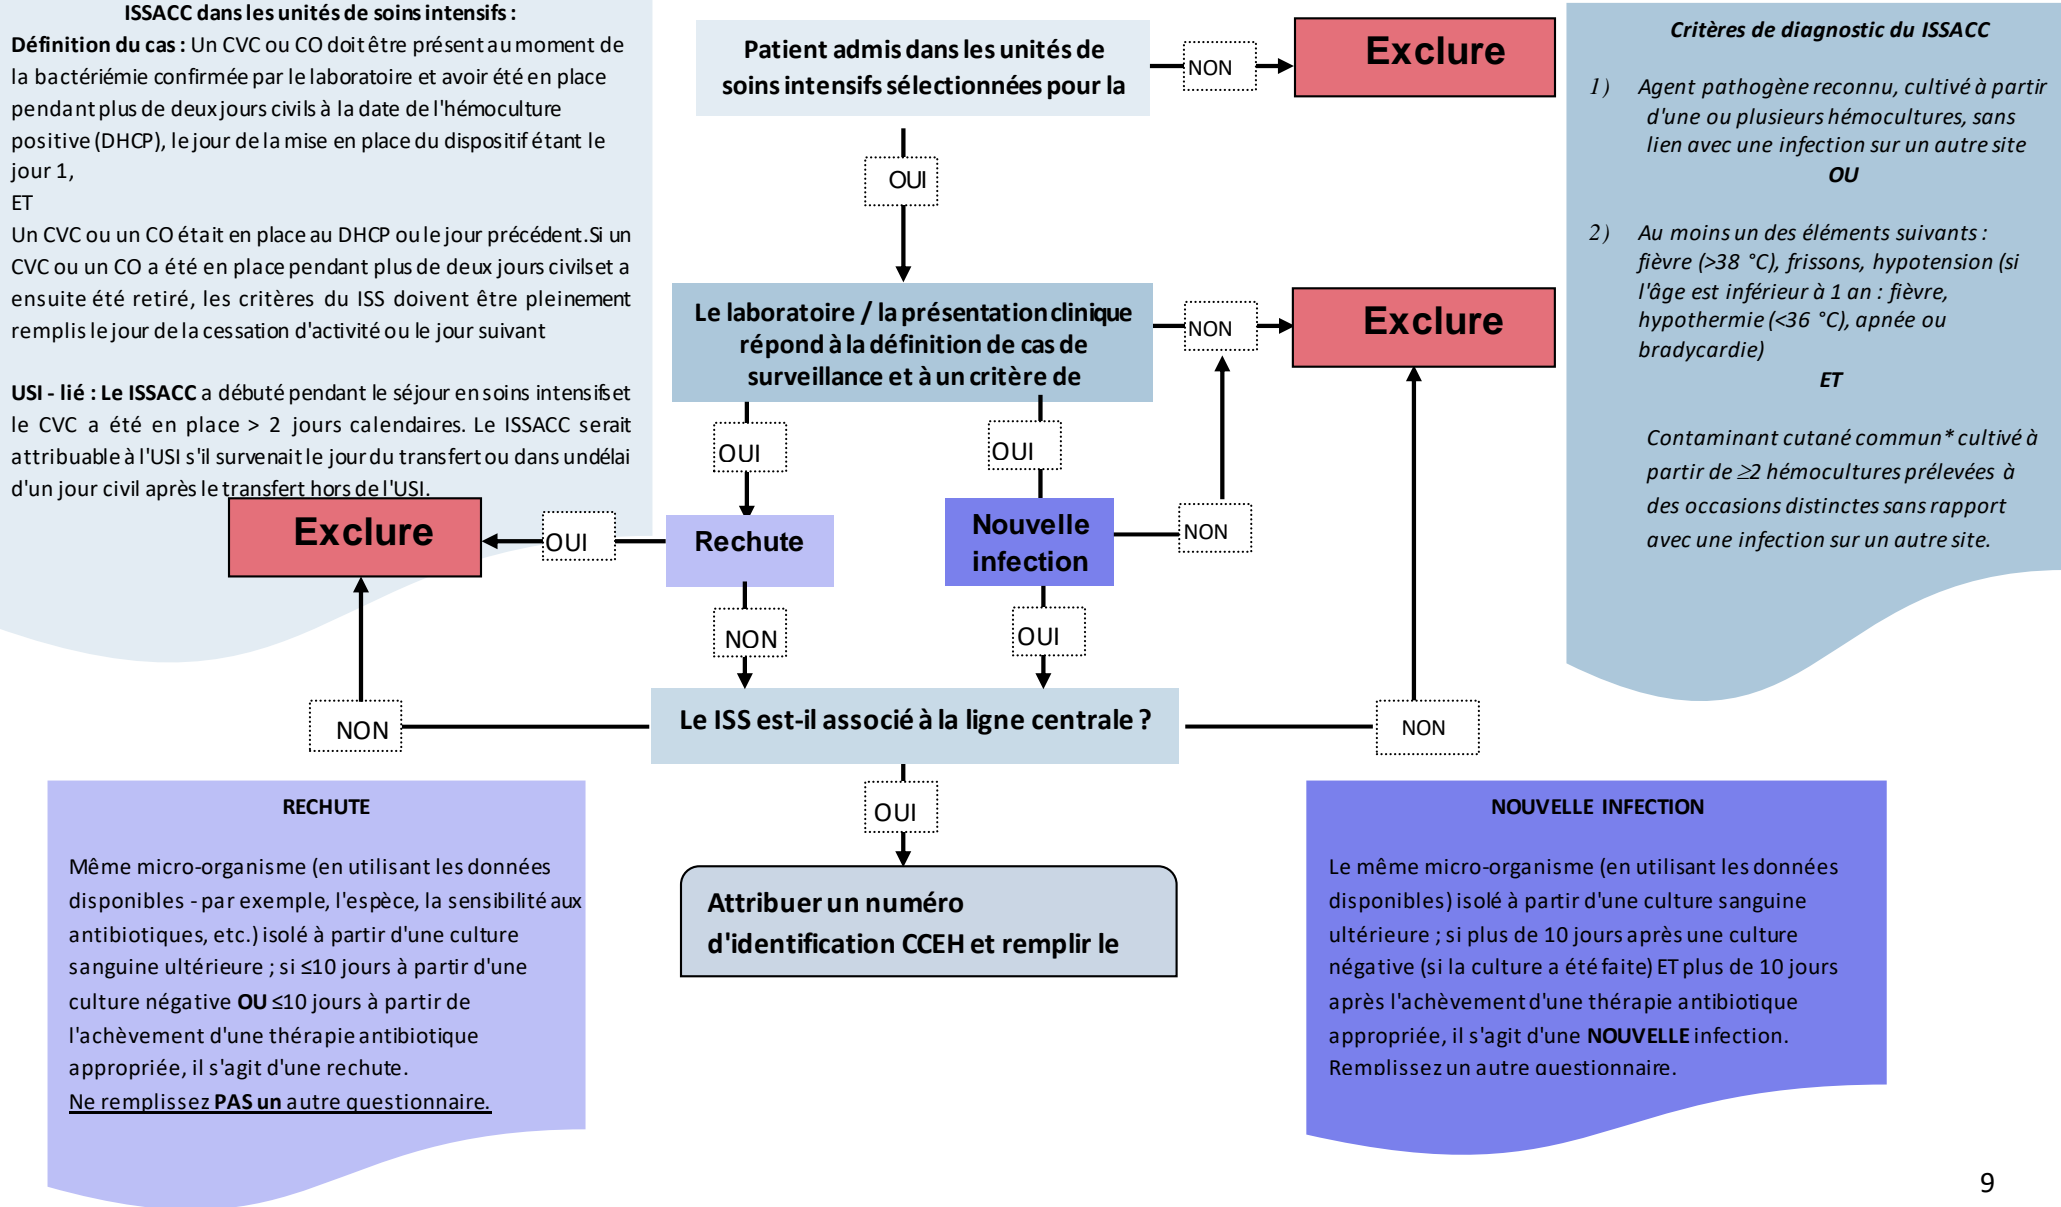 ISSACC dans les unités de soins intensifs :
Définition du cas : Un CVC ou CO doit être présent au moment de
la bactériémie confirmée par le laboratoire et avoir été en place
pendant plus de deux jours civils à la date de l'hémoculture
positive (DHCP), le jour de la mise en place du dispositif étant le
jour 1,
ET
Un CVC ou un CO était en place au DHCP ou le jour précédent. Si un
CVC ou un CO a été en place pendant plus de deux jours civils et a
ensuite été retiré, les critères du ISS doivent être pleinement
remplis le jour de la cessation d'activité ou le jour suivant
USI - lié : Le ISSACC a débuté pendant le séjour en soins intensifs et
le CVC a été en place > 2 jours calendaires. Le ISSACC serait
attribuable à l'USI s'il survenait le jour du transfert ou dans un délai
d'un jour civil après le transfert hors de l'USI.
Patient admis dans les unités de
soins intensifs sélectionnées pour la
NON
Exclure
OUI
Le laboratoire / la présentation clinique
répond à la définition de cas de
surveillance et à un critère de
NON
Exclure
OUI
OUI
Exclure
OUI
Rechute
Nouvelle
infection
NON
NON
OUI
NON
Le ISS est-il associé à la ligne centrale ?
NON
OUI
Attribuer un numéro
d'identification CCEH et remplir le
Critères de diagnostic du ISSACC
1) Agent pathogène reconnu, cultivé à partir
d'une ou plusieurs hémocultures, sans
lien avec une infection sur un autre site
OU
2) Au moins un des éléments suivants :
fièvre (>38 °C), frissons, hypotension (si
l'âge est inférieur à 1 an : fièvre,
hypothermie (<36 °C), apnée ou
bradycardie)
ET
Contaminant cutané commun* cultivé à
partir de ≥2 hémocultures prélevées à
des occasions distinctes sans rapport
avec une infection sur un autre site.
RECHUTE
Même micro-organisme (en utilisant les données
disponibles - par exemple, l'espèce, la sensibilité aux
antibiotiques, etc.) isolé à partir d'une culture
sanguine ultérieure ; si ≤10 jours à partir d'une
culture négative OU ≤10 jours à partir de
l'achèvement d'une thérapie antibiotique
appropriée, il s'agit d'une rechute.
Ne remplissez PAS un autre questionnaire.
NOUVELLE INFECTION
Le même micro-organisme (en utilisant les données
disponibles) isolé à partir d'une culture sanguine
ultérieure ; si plus de 10 jours après une culture
négative (si la culture a été faite) ET plus de 10 jours
après l'achèvement d'une thérapie antibiotique
appropriée, il s'agit d'une NOUVELLE infection.
Remplissez un autre questionnaire.
9